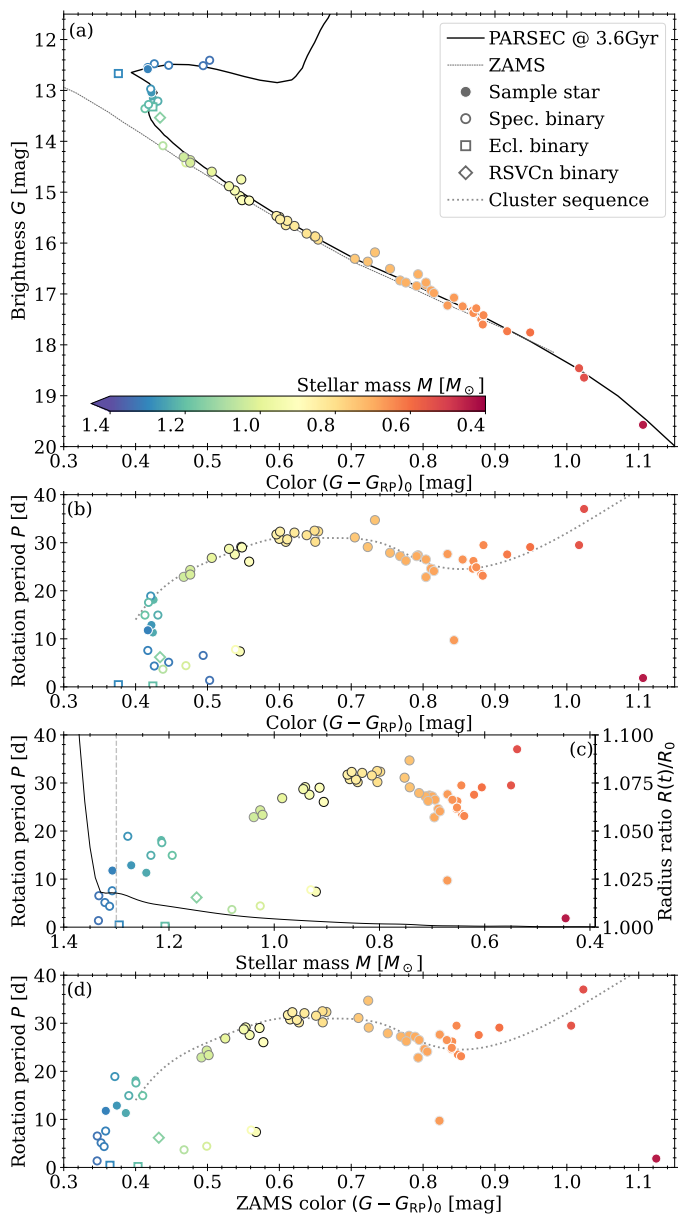 (a)
PARSEC @ 3.6Gyr
ZAMS
Sample star
Spec. binary
Ecl. binary
RSVCn binary
Cluster sequence
12
13
14
15
16
17
18
19
20
Brightness G [mag]
Stellar mass M [M☉]
1.4 1.2 1.0 0.8 0.6 0.4
0.3 0.4 0.5 0.6 0.7 0.8 0.9 1.0 1.1
Color (G − G_RP)_0 [mag]
(b)
40
30
20
10
0
Rotation period P [d]
0.3 0.4 0.5 0.6 0.7 0.8 0.9 1.0 1.1
Color (G − G_RP)_0 [mag]
(c)
40
30
20
10
0
Rotation period P [d]
1.100
1.075
1.050
1.025
1.000
Radius ratio R(t)/R_0
1.4 1.2 1.0 0.8 0.6 0.4
Stellar mass M [M☉]
(d)
40
30
20
10
0
Rotation period P [d]
0.3 0.4 0.5 0.6 0.7 0.8 0.9 1.0 1.1
ZAMS color (G − G_RP)_0 [mag]